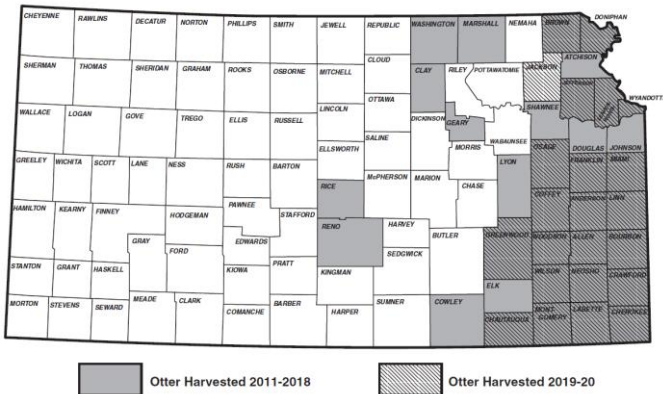 CHEYENNE RAWLINS DECATUR NORTON PHILLIPS SMITH JEWELL REPUBLIC WASHINGTON MARSHALL NEMAHA BROWN DONIPHAN
CLOUD ATCHISON
SHERMAN THOMAS SHERIDAN GRAHAM ROOKS OSBORNE MITCHELL CLAY RILEY POTTAWATOMIE JACKSON JEFFERSON
WYANDOTT
LINCOLN OTTAWA SHAWNEE
WALLACE LOGAN GOVE TREGO ELLIS RUSSELL DICKINSON GEARY
SALINE WABAUNSEE DOUGLAS JOHNSON
ELLSWORTH MORRIS OSAGE
GREELEY WICHITA SCOTT LANE NESS RUSH BARTON LYON FRANKLIN MIAMI
RICE McPHERSON MARION CHASE
COFFEY ANDERSON LINN
HAMILTON KEARNY FINNEY HODGEMAN PAWNEE STAFFORD
RENO HARVEY
GRAY FORD EDWARDS BUTLER GREENWOOD WOODSON ALLEN BOURBON
SEDGWICK
STANTON GRANT HASKELL KIOWA PRATT KINGMAN WILSON NEOSHO CRAWFORD
ELK
MORTON STEVENS SEWARD MEADE CLARK COMANCHE BARBER HARPER SUMNER COWLEY CHAUTAUQUA MONT-
GOMERY LABETTE CHEROKEE
Otter Harvested 2011-2018 Otter Harvested 2019-20